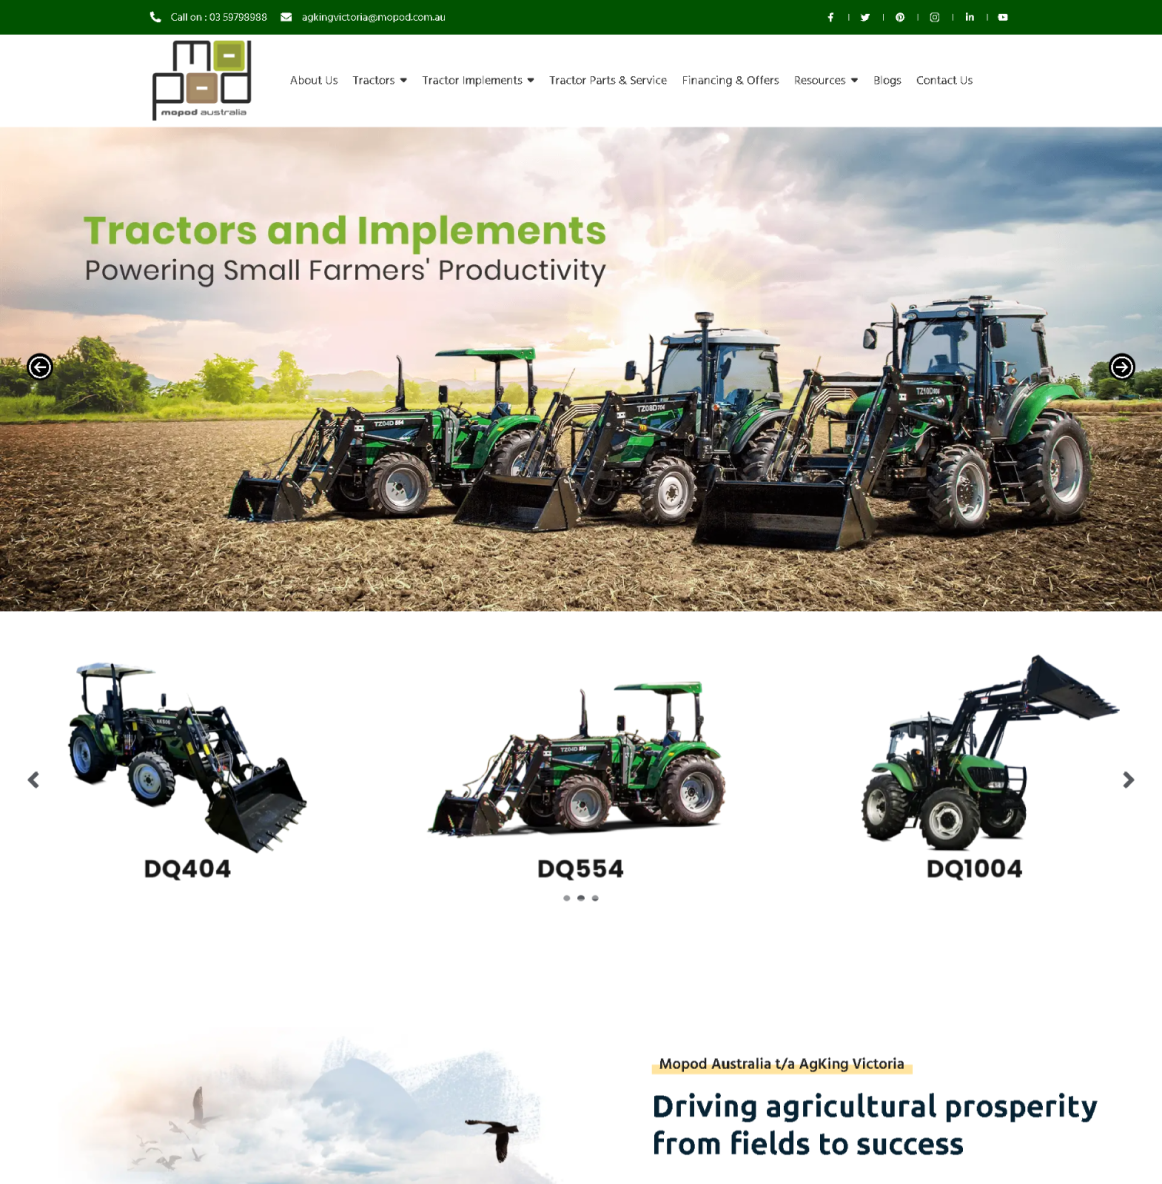 Call on : 03 59798988
agkingvictoria@mopod.com.au
mopod australia
About Us
Tractors
Tractor Implements
Tractor Parts & Service
Financing & Offers
Resources
Blogs
Contact Us
Tractors and Implements
Powering Small Farmers' Productivity
DQ404
DQ554
DQ1004
Mopod Australia t/a AgKing Victoria
Driving agricultural prosperity
from fields to success